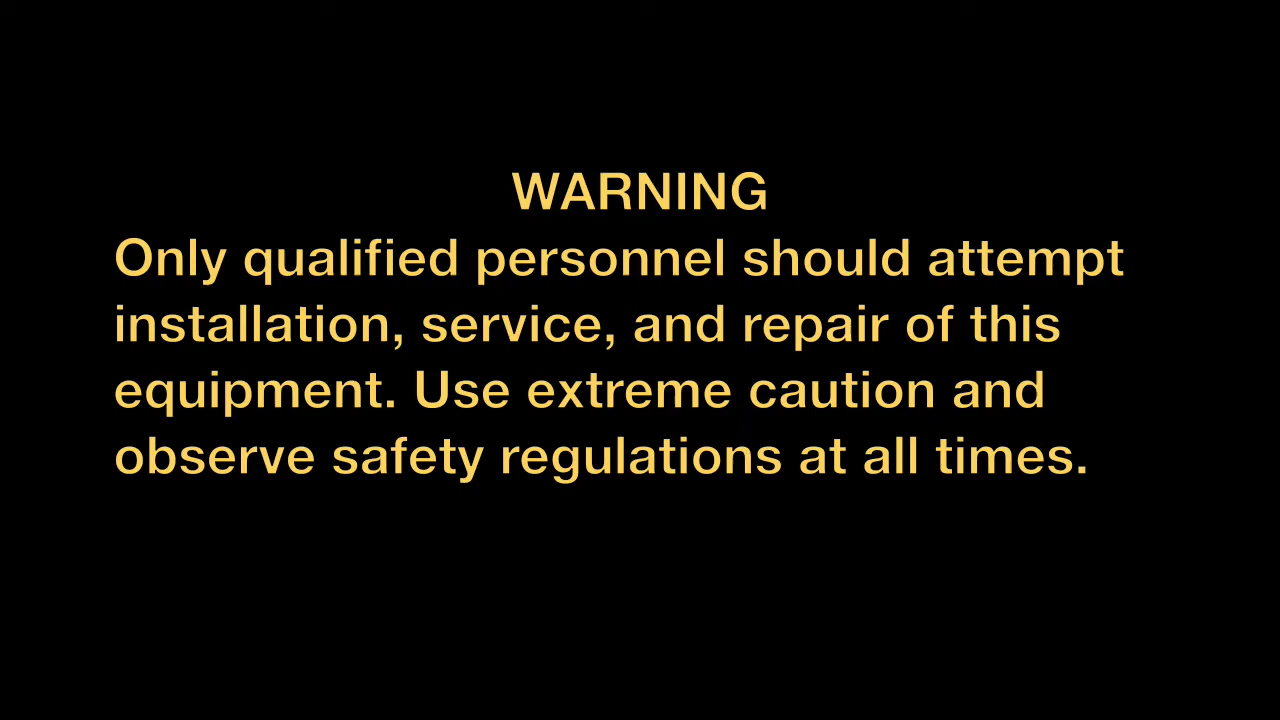 WARNING
Only qualified personnel should attempt
installation, service, and repair of this
equipment. Use extreme caution and
observe safety regulations at all times.